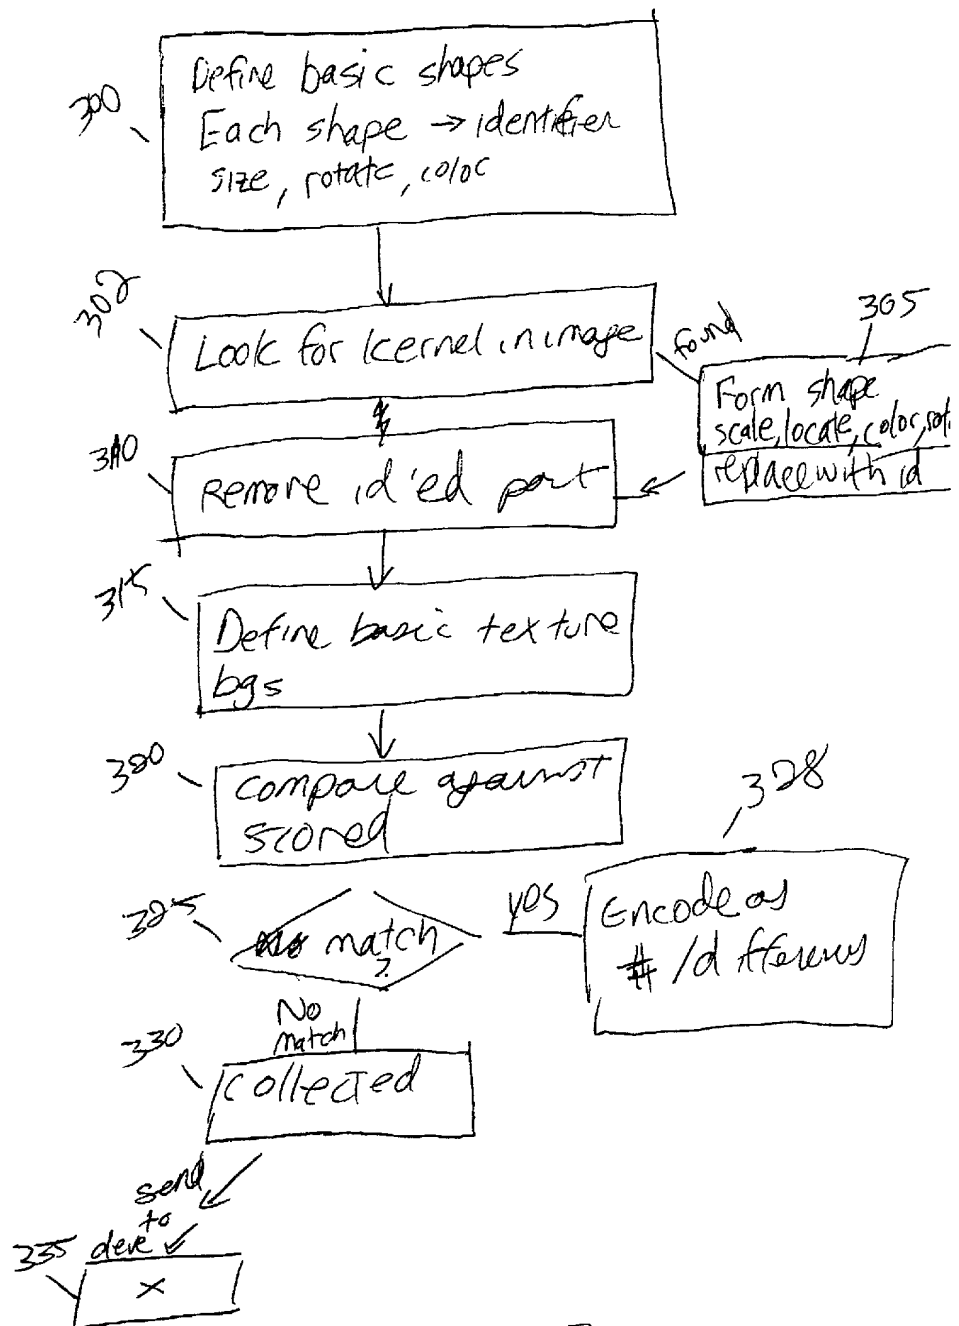 300
Define basic shapes
Each shape → identifier
size, rotate, color
302
Look for kernel in image
found
305
Form shape
scale, locate, color, rot.
replace with id
310
Remove id'ed part
315
Define basic texture
bgs
320
compare against
stored
325
match
?
yes
328
Encode as
# / differences
No
match
330
collected
send
to
335
X